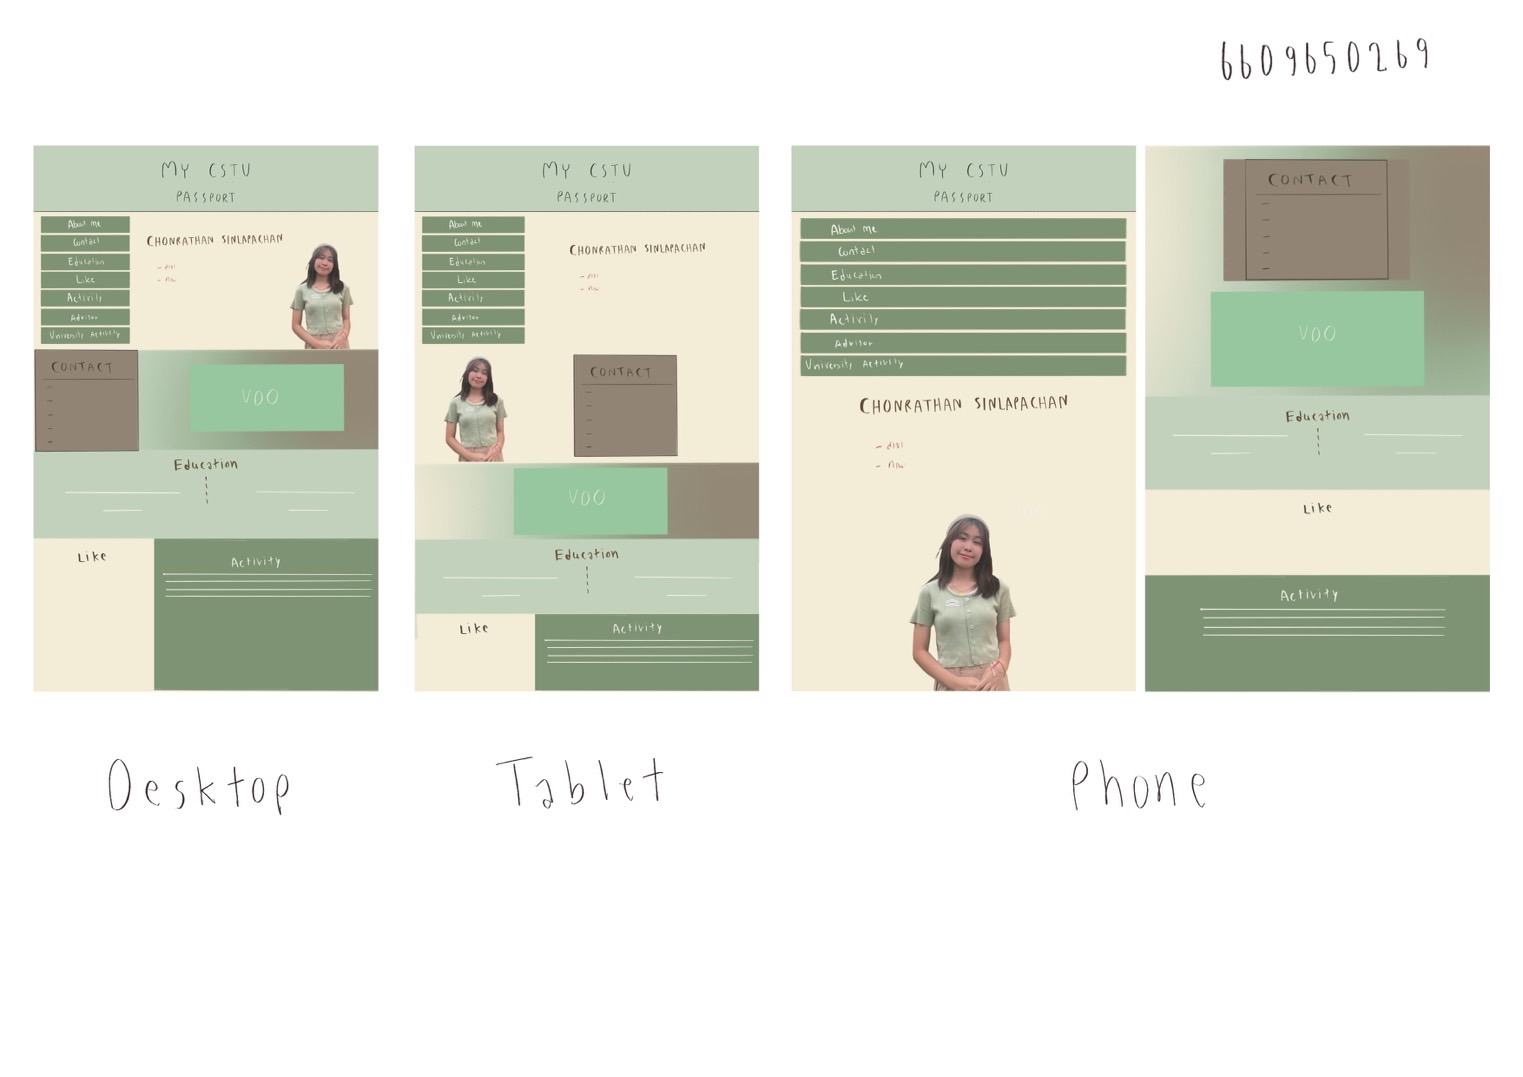 6609650269
MY CSTU
PASSPORT
About me
Contact
Education
Like
Activity
Advisor
University Activity
CHONRATHAN SINLAPACHAN
CONTACT
VDO
Education
Like
Activity
Desktop
MY CSTU
PASSPORT
About me
Contact
Education
Like
Activity
Advisor
University Activity
CHONRATHAN SINLAPACHAN
CONTACT
VDO
Education
Like
Activity
Tablet
MY CSTU
PASSPORT
About me
Contact
Education
Like
Activity
Advisor
University Activity
CHONRATHAN SINLAPACHAN
CONTACT
VDO
Education
Like
Activity
Phone